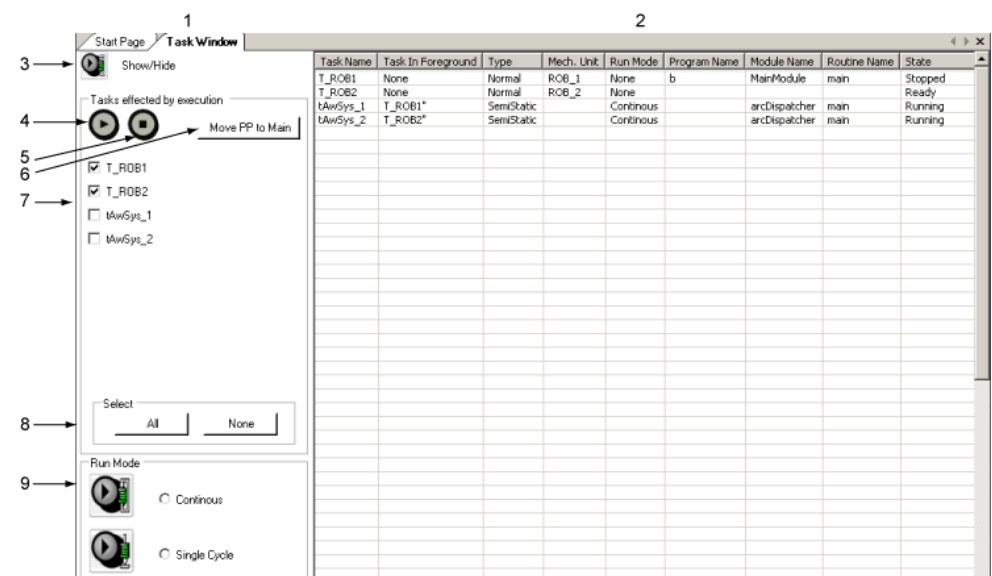 1 2
Start Page Task Window
3 Show/Hide
Task Name Task In Foreground Type Mech. Unit Run Mode Program Name Module Name Routine Name State
T_ROB1 None Normal ROB_1 None b MainModule main Stopped
T_ROB2 None Normal ROB_2 None Ready
tAwSys_1 T_ROB1" SemiStatic Continous arcDispatcher main Running
tAwSys_2 T_ROB2" SemiStatic Continous arcDispatcher main Running
Tasks effected by execution
4 Move PP to Main
5
6
T_ROB1
T_ROB2
7
tAwSys_1
tAwSys_2
Select
8 All None
Run Mode
9 Continous
Single Cycle